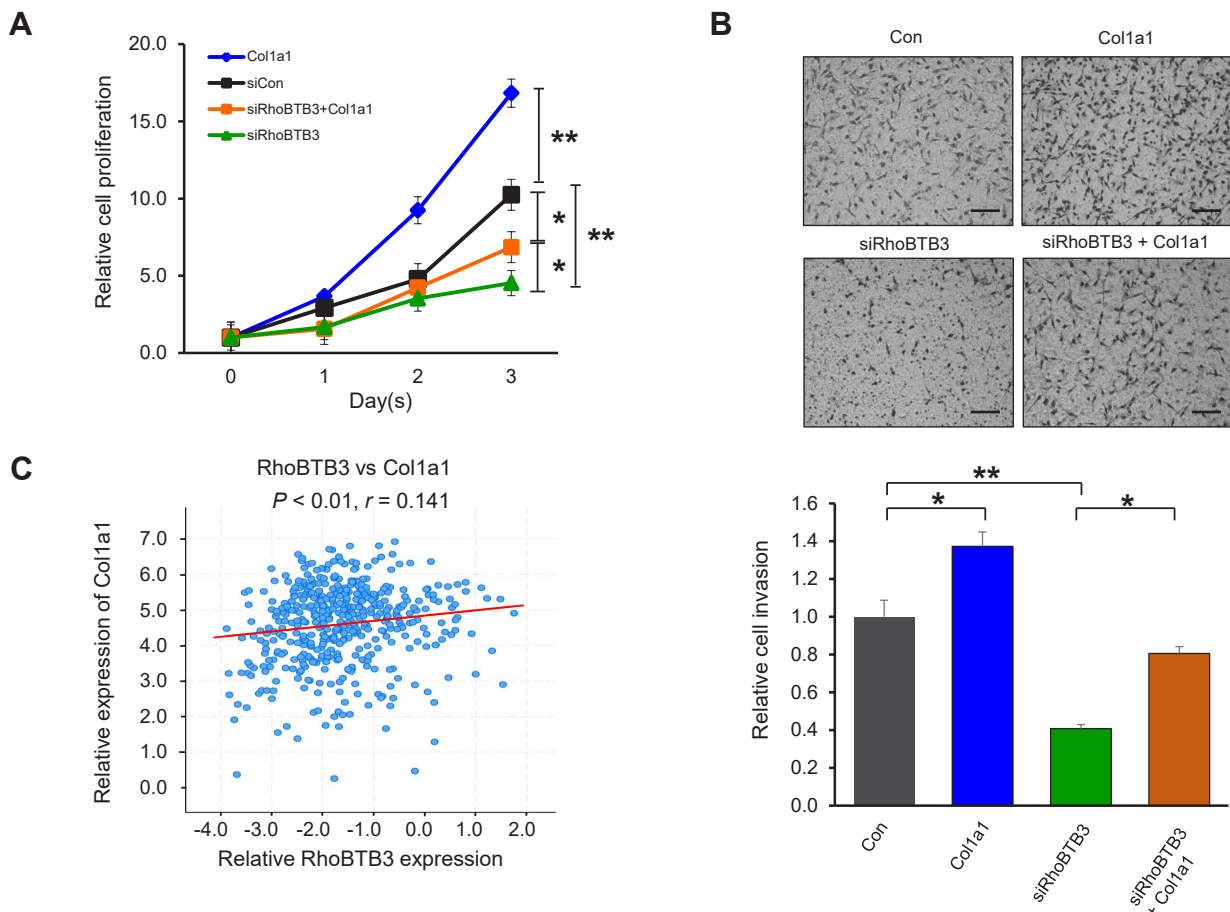 A
20.0
15.0
10.0
5.0
0.0
Relative cell proliferation
Col1a1
siCon
siRhoBTB3+Col1a1
siRhoBTB3
**
*
**
*
0 1 2 3
Day(s)
B
Con Col1a1
siRhoBTB3 siRhoBTB3 + Col1a1
**
* *
1.6
1.4
1.2
1.0
0.8
0.6
0.4
0.2
0.0
Relative cell invasion
Con
Col1a1
siRhoBTB3
siRhoBTB3
+ Col1a1
C
RhoBTB3 vs Col1a1
P < 0.01, r = 0.141
7.0
6.0
5.0
4.0
3.0
2.0
1.0
0.0
Relative expression of Col1a1
-4.0 -3.0 -2.0 -1.0 0.0 1.0 2.0
Relative RhoBTB3 expression